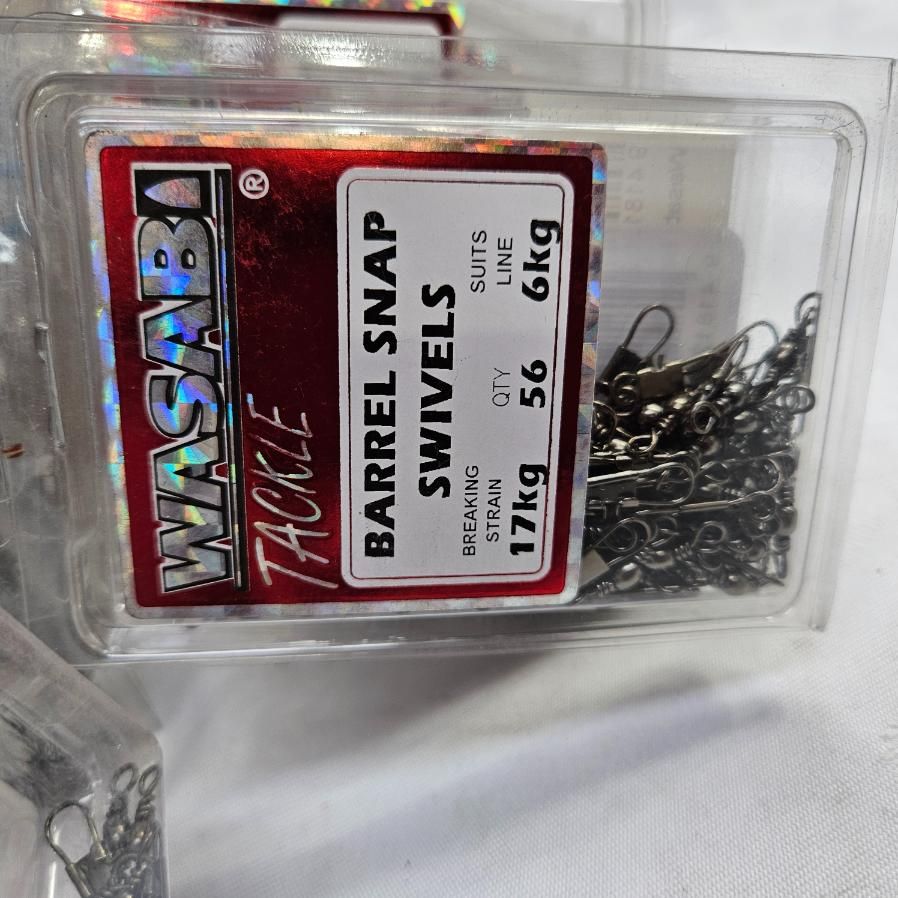 WASABI®
TACKLE
BARREL SNAP
SWIVELS
BREAKING
STRAIN
17kg
QTY
56
SUITS
LINE
6kg